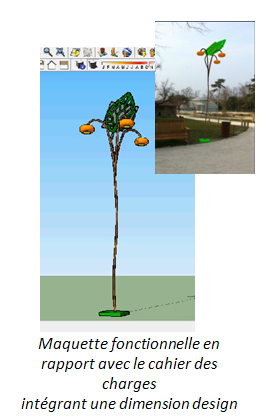 J F M A M J J A S O N D
Maquette fonctionnelle en
rapport avec le cahier des
charges
intégrant une dimension design